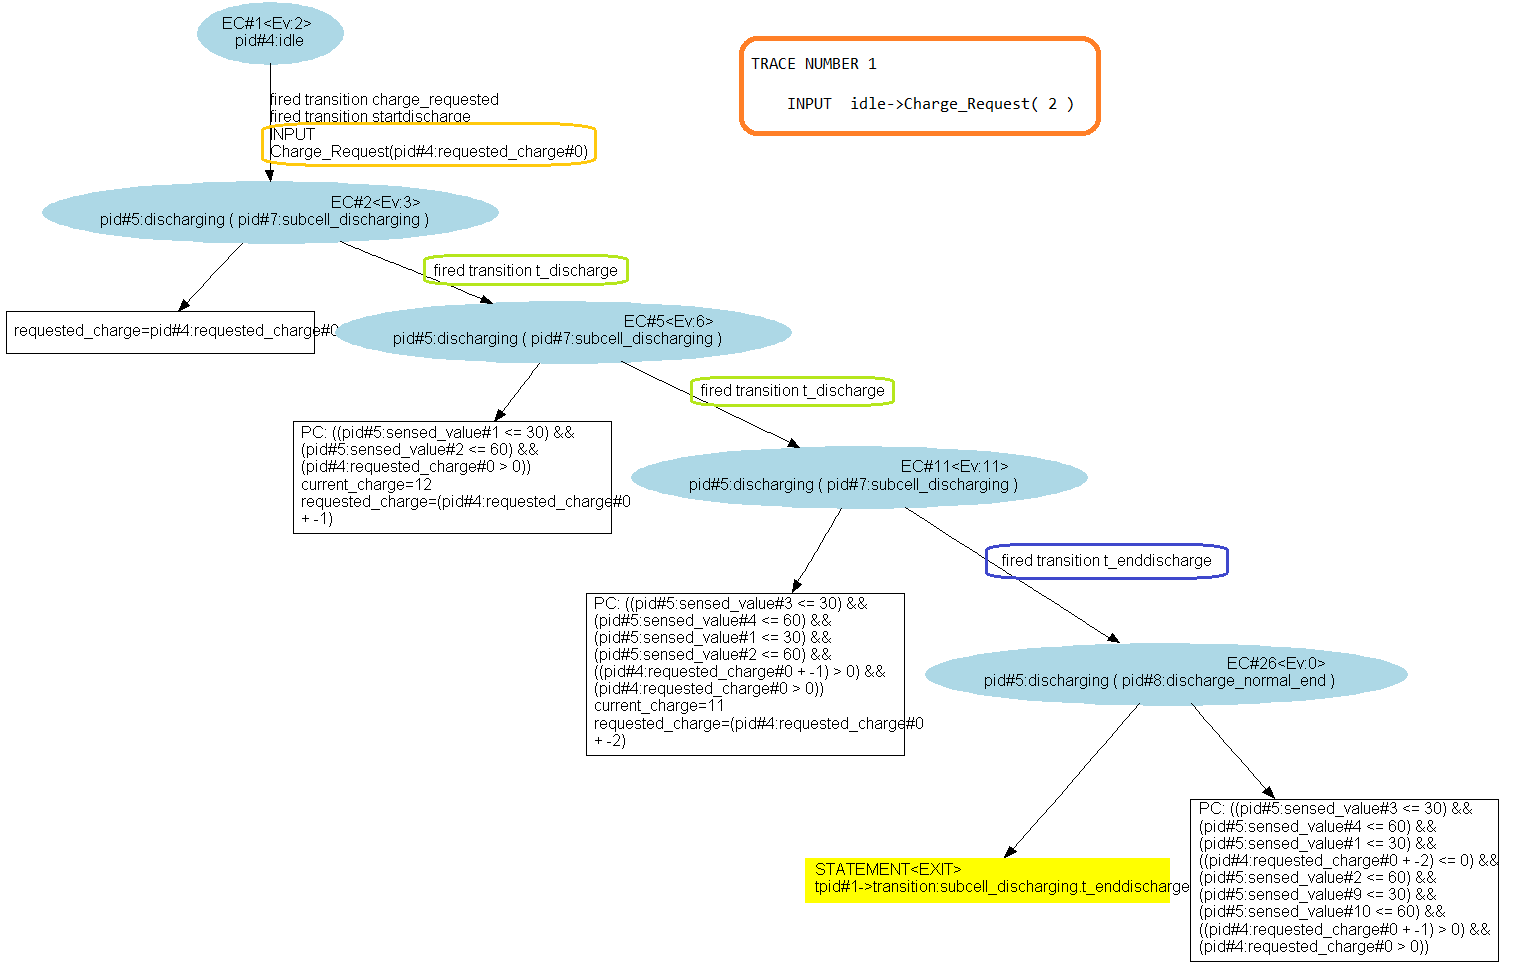 EC#1<Ev:2>
pid#4:idle
TRACE NUMBER 1
INPUT  idle->Charge_Request( 2 )
fired transition charge_requested
fired transition startdischarge
INPUT
Charge_Request(pid#4:requested_charge#0)
EC#2<Ev:3>
pid#5:discharging ( pid#7:subcell_discharging )
fired transition t_discharge
requested_charge=pid#4:requested_charge#0
EC#5<Ev:6>
pid#5:discharging ( pid#7:subcell_discharging )
fired transition t_discharge
PC: ((pid#5:sensed_value#1 <= 30) &&
(pid#5:sensed_value#2 <= 60) &&
(pid#4:requested_charge#0 > 0))
current_charge=12
requested_charge=(pid#4:requested_charge#0
+ -1)
EC#11<Ev:11>
pid#5:discharging ( pid#7:subcell_discharging )
fired transition t_enddischarge
PC: ((pid#5:sensed_value#3 <= 30) &&
(pid#5:sensed_value#4 <= 60) &&
(pid#5:sensed_value#1 <= 30) &&
(pid#5:sensed_value#2 <= 60) &&
((pid#4:requested_charge#0 + -1) > 0) &&
(pid#4:requested_charge#0 > 0))
current_charge=11
requested_charge=(pid#4:requested_charge#0
+ -2)
EC#26<Ev:0>
pid#5:discharging ( pid#8:discharge_normal_end )
STATEMENT<EXIT>
tpid#1->transition:subcell_discharging.t_enddischarge
PC: ((pid#5:sensed_value#3 <= 30) &&
(pid#5:sensed_value#4 <= 60) &&
(pid#5:sensed_value#1 <= 30) &&
((pid#4:requested_charge#0 + -2) <= 0) &&
(pid#5:sensed_value#2 <= 60) &&
(pid#5:sensed_value#9 <= 30) &&
(pid#5:sensed_value#10 <= 60) &&
((pid#4:requested_charge#0 + -1) > 0) &&
(pid#4:requested_charge#0 > 0))